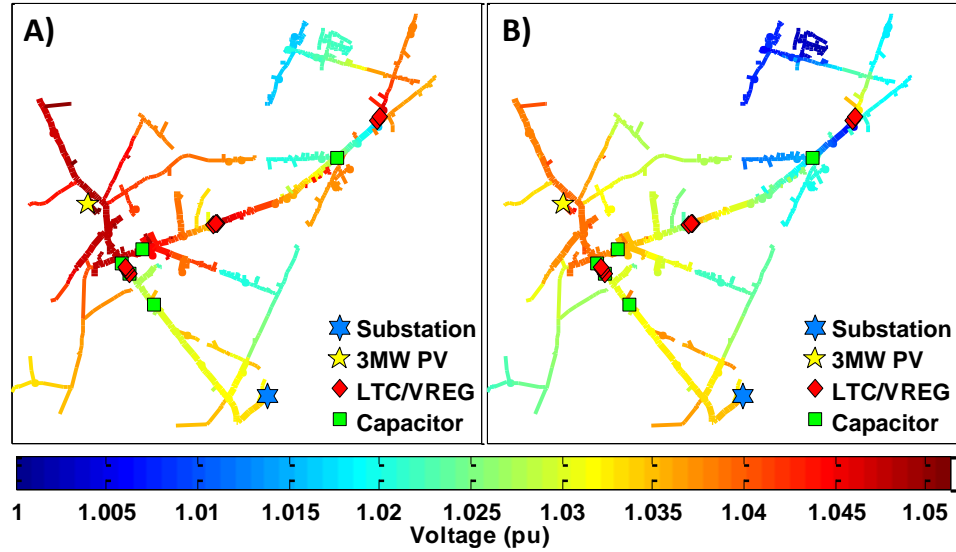 A)
B)
Substation
3MW PV
LTC/VREG
Capacitor
Substation
3MW PV
LTC/VREG
Capacitor
1 1.005 1.01 1.015 1.02 1.025 1.03 1.035 1.04 1.045 1.05
Voltage (pu)